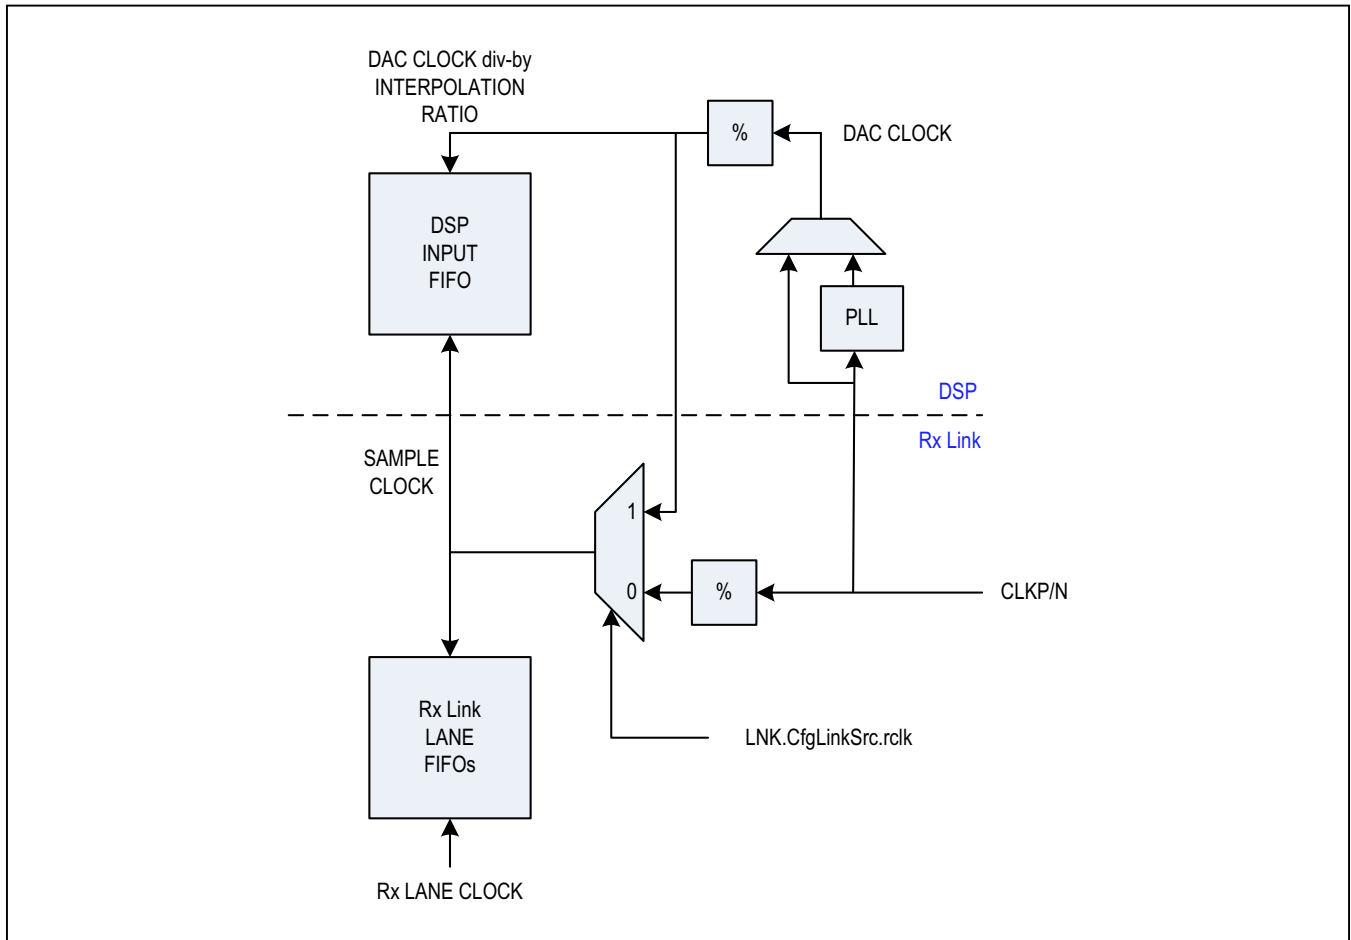 DAC CLOCK div-by
INTERPOLATION
RATIO
%
DAC CLOCK
DSP
INPUT
FIFO
PLL
DSP
Rx Link
SAMPLE
CLOCK
1
0
%
CLKP/N
Rx Link
LANE
FIFOs
LNK.CfgLinkSrc.rclk
Rx LANE CLOCK